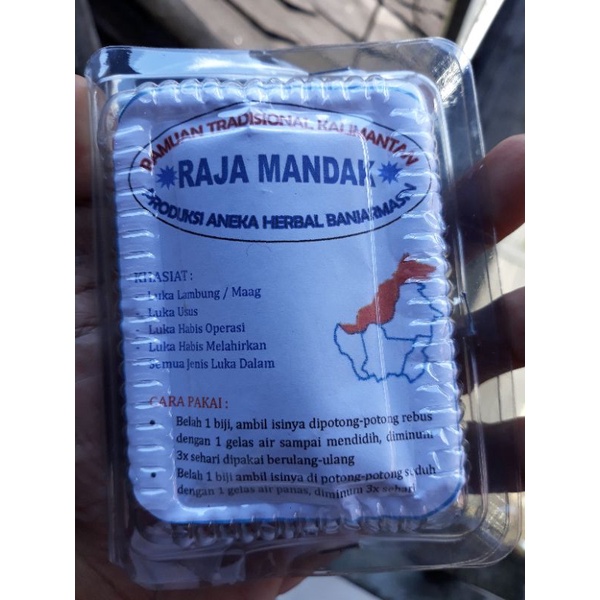 RAMUAN TRADISIONAL KALIMANTAN
RAJA MANDAK
PRODUKSI ANEKA HERBAL BANJARMASIN
KHASIAT :
- Luka Lambung / Maag
- Luka Usus
- Luka Habis Operasi
- Luka Habis Melahirkan
Semua Jenis Luka Dalam
CARA PAKAI :
• Belah 1 biji, ambil isinya dipotong-potong rebus
dengan 1 gelas air sampai mendidih, diminum
3x sehari dipakai berulang-ulang
• Belah 1 biji ambil isinya di potong-potong seduh
dengan 1 gelas air panas, diminum 3x sehari